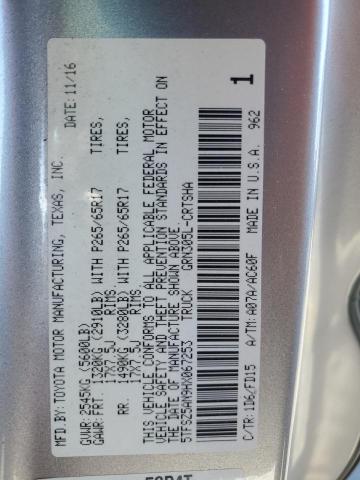 MFD.BY: TOYOTA MOTOR MANUFACTURING, TEXAS, INC. 11/16
GVWR: 2545KG (5600LB)
GAWR: FRT. 1320KG (2910LB) WITH P265/65R17 TIRES,
17X7.5J RIMS
RR. 1490KG (3280LB) WITH P265/65R17 TIRES,
17X7.5J RIMS
THIS VEHICLE CONFORMS TO ALL APPLICABLE FEDERAL MOTOR
VEHICLE SAFETY AND THEFT PREVENTION STANDARDS IN EFFECT ON
THE DATE OF MANUFACTURE SHOWN ABOVE.
5TFSZ5AN9HX067253 TRUCK GRN305L-CRTSHA
C/TR:1D6/FD15 A/TM:A07A/AC60F MADE IN U.S.A. 962
1